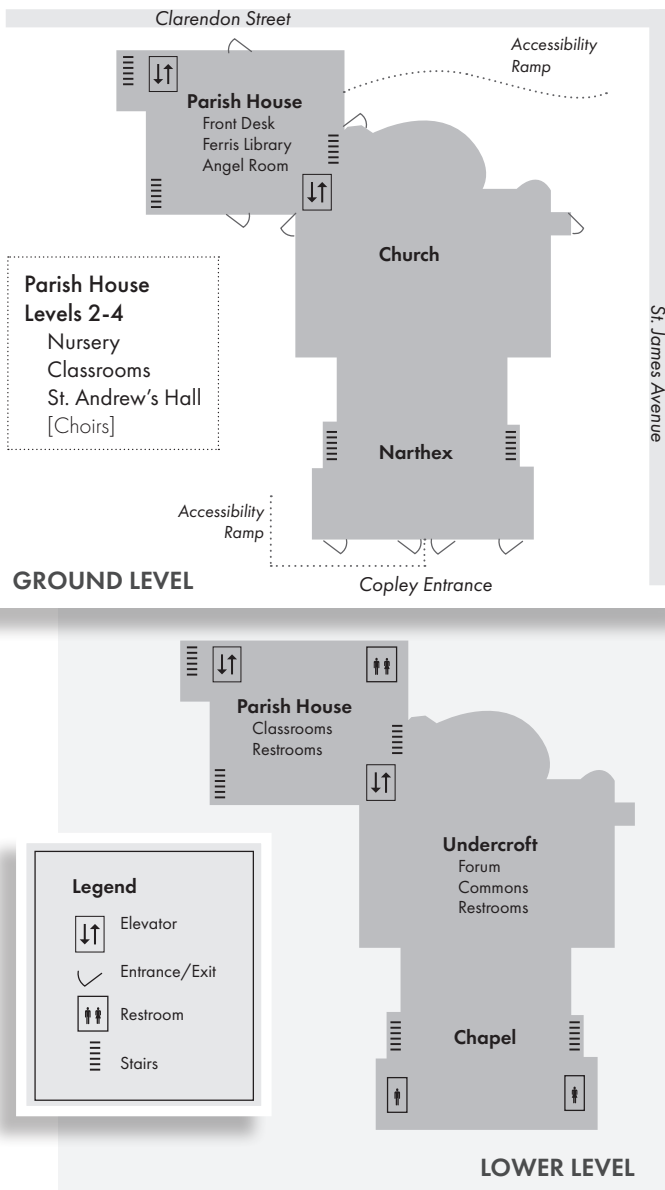 Clarendon Street
Accessibility
Ramp
Parish House
Front Desk
Ferris Library
Angel Room
Church
Parish House
Levels 2-4
Nursery
Classrooms
St. Andrew's Hall
[Choirs]
St. James Avenue
Narthex
Accessibility
Ramp
GROUND LEVEL
Copley Entrance
Parish House
Classrooms
Restrooms
Undercroft
Forum
Commons
Restrooms
Legend
Elevator
Entrance/Exit
Restroom
Stairs
Chapel
LOWER LEVEL